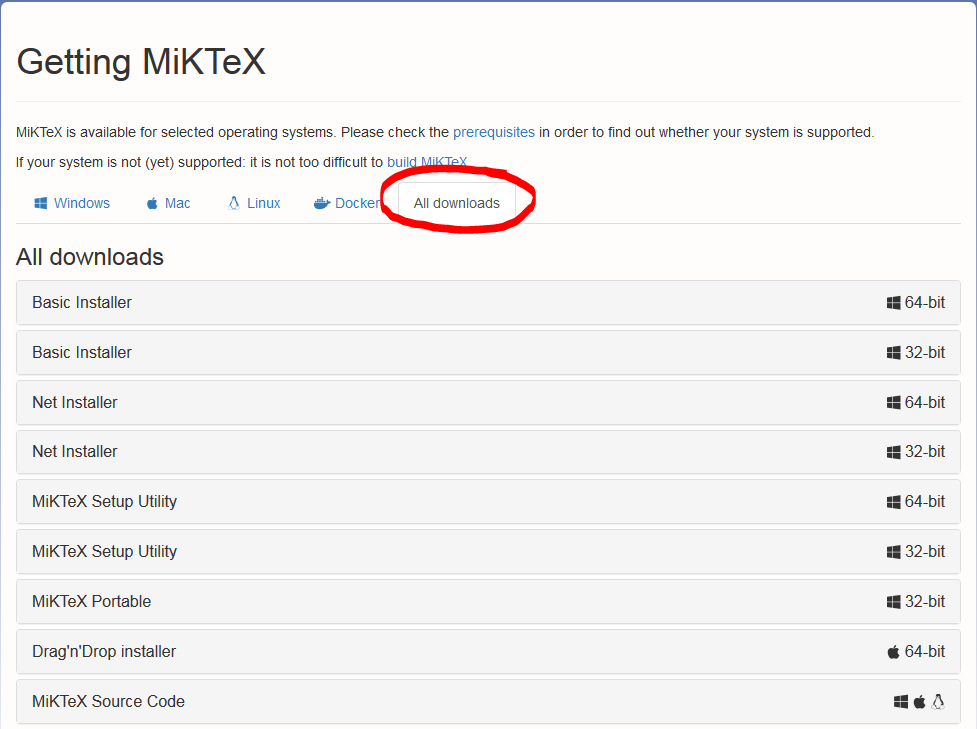 Getting MiKTeX
MiKTeX is available for selected operating systems. Please check the prerequisites in order to find out whether your system is supported.
If your system is not (yet) supported: it is not too difficult to build MiKTeX.
Windows Mac Linux Docker All downloads
All downloads
Basic Installer 64-bit
Basic Installer 32-bit
Net Installer 64-bit
Net Installer 32-bit
MiKTeX Setup Utility 64-bit
MiKTeX Setup Utility 32-bit
MiKTeX Portable 32-bit
Drag'n'Drop installer 64-bit
MiKTeX Source Code